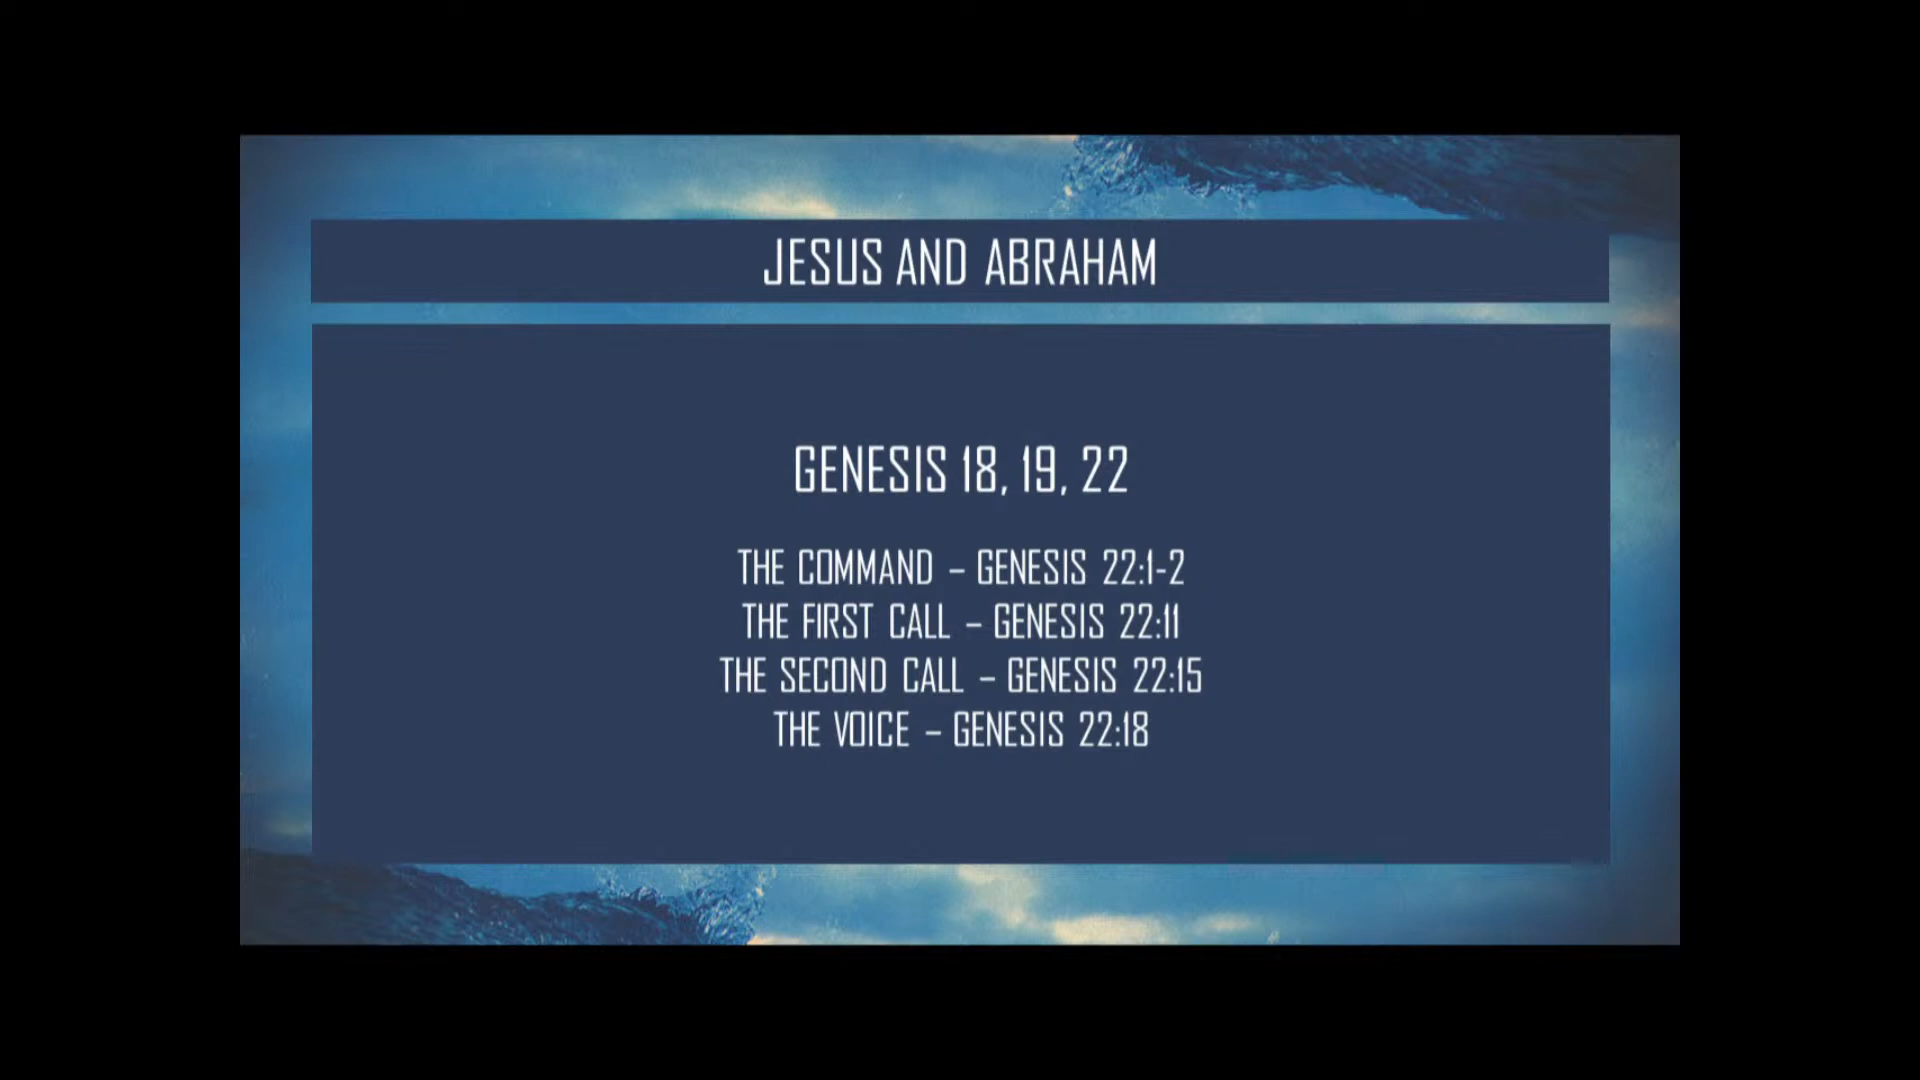 JESUS AND ABRAHAM
GENESIS 18, 19, 22
THE COMMAND – GENESIS 22:1-2
THE FIRST CALL – GENESIS 22:11
THE SECOND CALL – GENESIS 22:15
THE VOICE – GENESIS 22:18